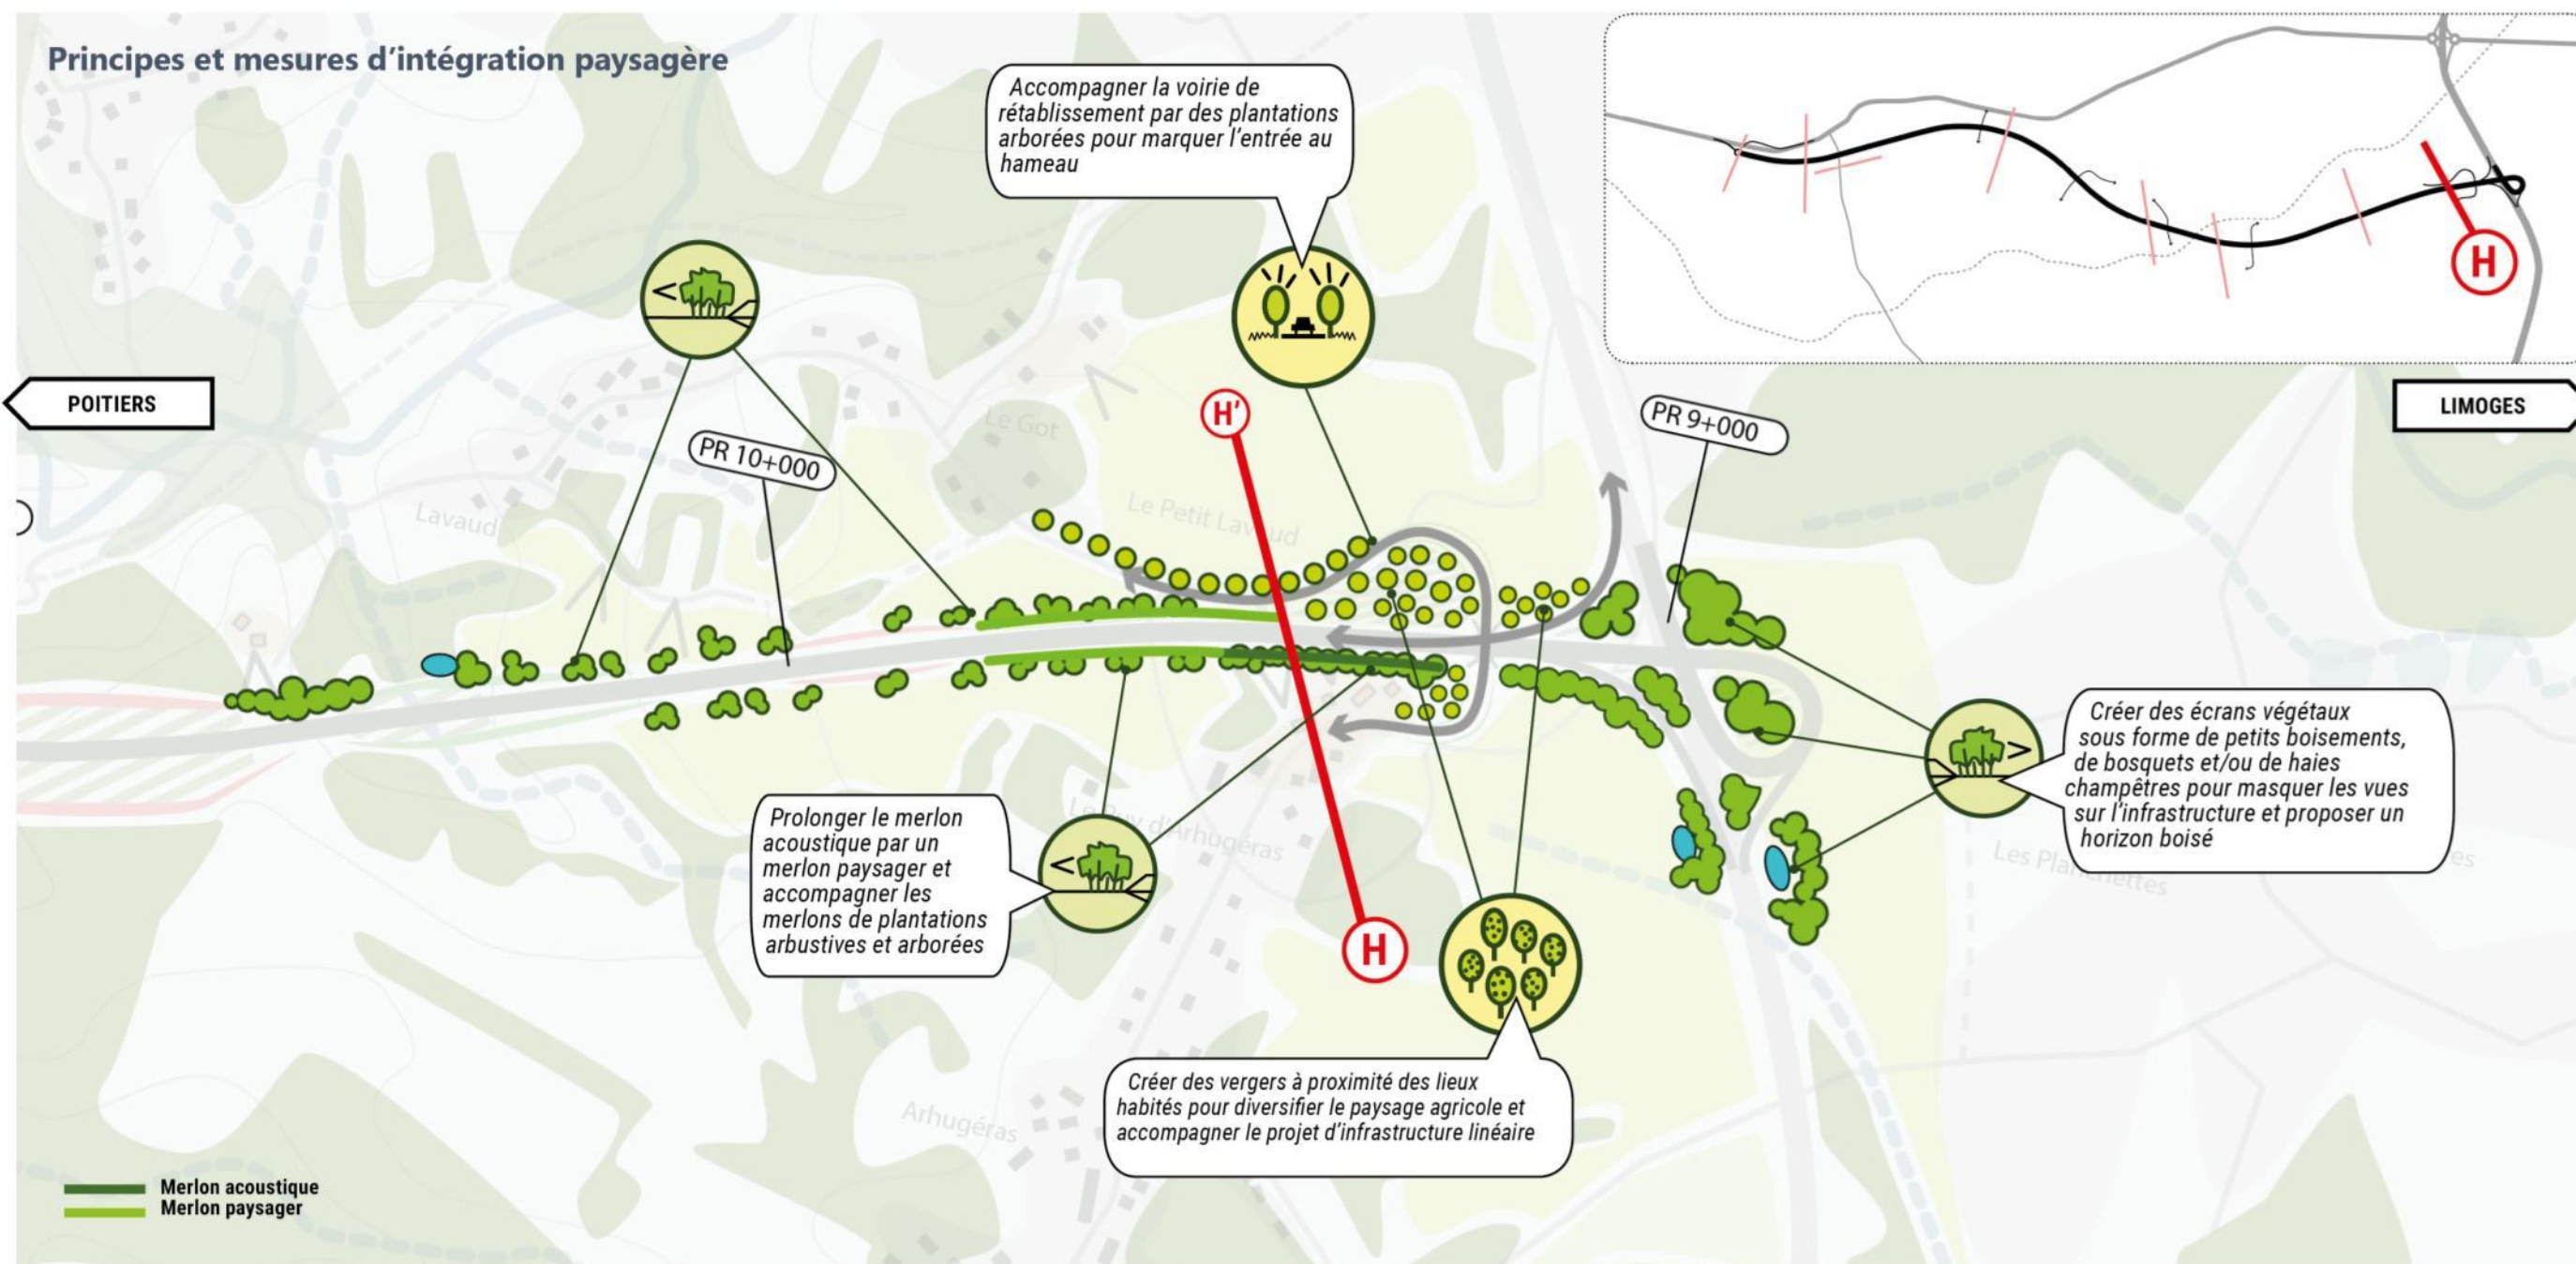 Principes et mesures d'intégration paysagère
Accompagner la voirie de
rétablissement par des plantations
arborées pour marquer l'entrée au
hameau
H
POITIERS
LIMOGES
H'
PR 9+000
Le Got
PR 10+000
Lavaud
Le Petit Lavaud
Créer des écrans végétaux
sous forme de petits boisements,
de bosquets et/ou de haies
champêtres pour masquer les vues
sur l'infrastructure et proposer un
horizon boisé
Prolonger le merlon
acoustique par un
merlon paysager et
accompagner les
merlons de plantations
arbustives et arborées
Le Puy d'Arhugéras
Les Planchettes
H
Créer des vergers à proximité des lieux
habités pour diversifier le paysage agricole et
accompagner le projet d'infrastructure linéaire
Arhugéras
Merlon acoustique
Merlon paysager